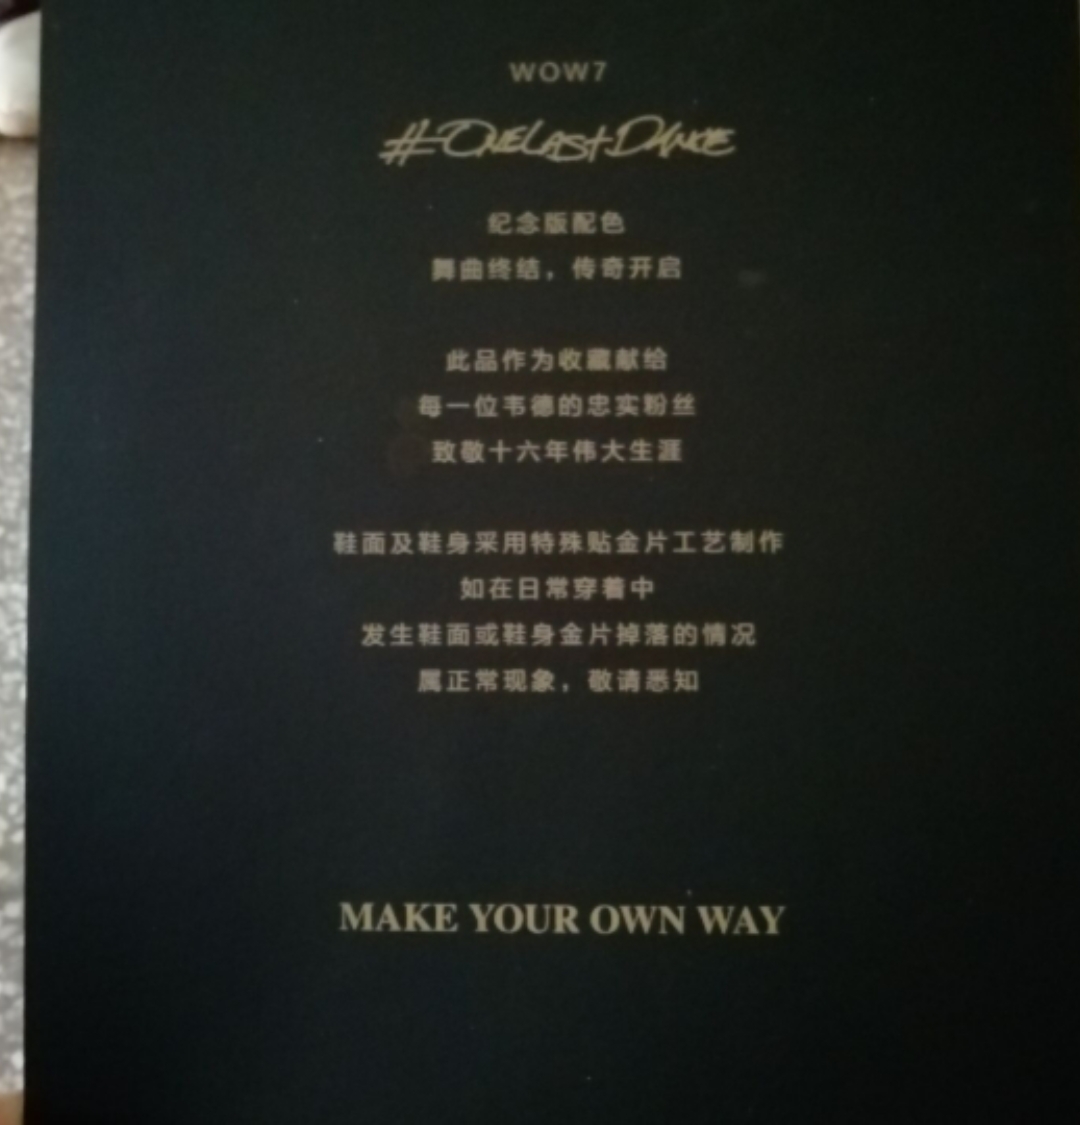 WOW7
#ONELASTDANCE
纪念版配色
舞曲终结，传奇开启
此品作为收藏献给
每一位韦德的忠实粉丝
致敬十六年伟大生涯
鞋面及鞋身采用特殊贴金片工艺制作
如在日常穿着中
发生鞋面或鞋身金片掉落的情况
属正常现象，敬请悉知
MAKE YOUR OWN WAY